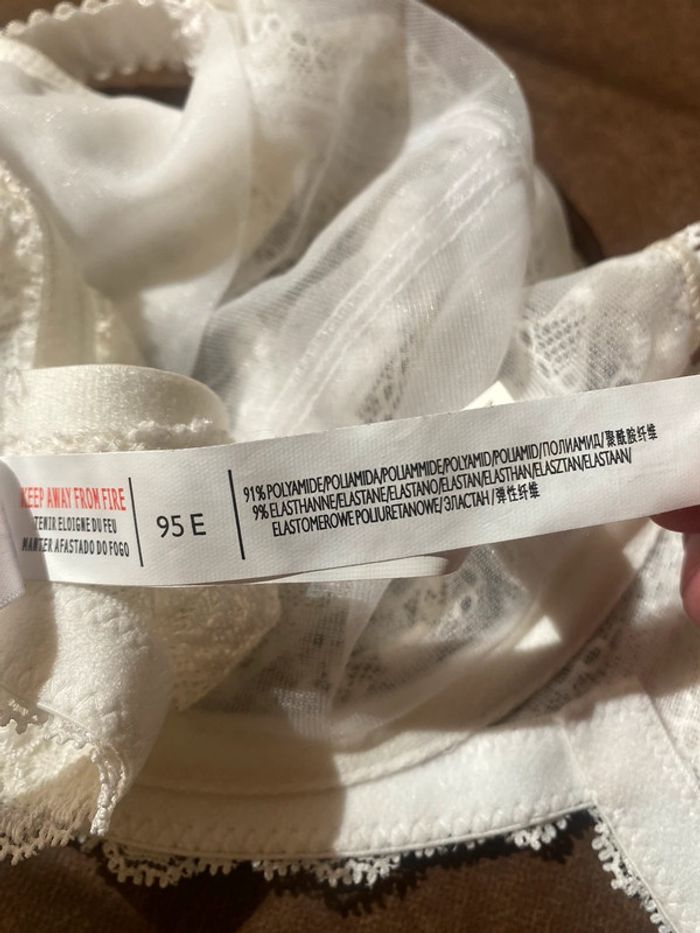 KEEP AWAY FROM FIRE
TENIR ELOIGNE DU FEU
MANTER AFASTADO DO FOGO
95 E
91% POLYAMIDE/POLIAMIDA/POLIAMMIDE/POLYAMID/POLIAMID/ПОЛИАМИД/聚酰胺纤维
9% ELASTHANNE/ELASTANE/ELASTANO/ELASTAN/ELASTHAN/ELASZTAN/ELASTAAN/
ELASTOMEROWE POLIURETANOWE/ЭЛАСТАН/弹性纤维